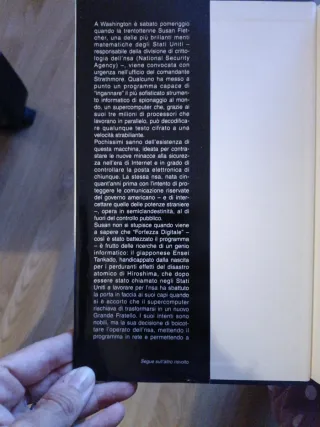 A Washington è sabato pomeriggio
quando la trentottenne Susan Flet-
cher, una delle più brillanti menti
matematiche degli Stati Uniti –
responsabile della divisione di critto-
logia dell'nsa (National Security
Agency) –, viene convocata con
urgenza nell'ufficio del comandante
Strathmore. Qualcuno ha messo a
punto un programma capace di
"ingannare" il più sofisticato strumen-
to informatico di spionaggio al mon-
do, un supercomputer che, grazie ai
suoi tre milioni di processori che
lavorano in parallelo, può decodifica-
re qualunque testo cifrato a una
velocità strabiliante.
Pochissimi sanno dell'esistenza di
questa macchina, ideata per contra-
stare le nuove minacce alla sicurez-
za nell'era di Internet e in grado di
controllare la posta elettronica di
chiunque. La stessa nsa, nata cin-
quant'anni prima con l'intento di pro-
teggere le comunicazioni riservate
del governo americano – e di inter-
cettare quelle delle potenze straniere
–, opera in semiclandestinità, al di
fuori del controllo pubblico.
Susan non si stupisce quando viene
a sapere che "Fortezza Digitale" –
così è stato battezzato il programma
– è frutto delle ricerche di un genio
informatico: il giapponese Ensei
Tankado, handicappato dalla nascita
per i perduranti effetti del disastro
atomico di Hiroshima, che dopo
essere stato chiamato negli Stati
Uniti a lavorare per l'nsa ha sbattuto
la porta in faccia ai suoi capi quando
si è accorto che il supercomputer
rischiava di trasformarsi in un nuovo
Grande Fratello. I suoi intenti sono
nobili, ma la sua decisione di boicot-
tare l'operato dell'nsa, mettendo il
programma in rete e permettendo a
Segue sull'altro risvolto